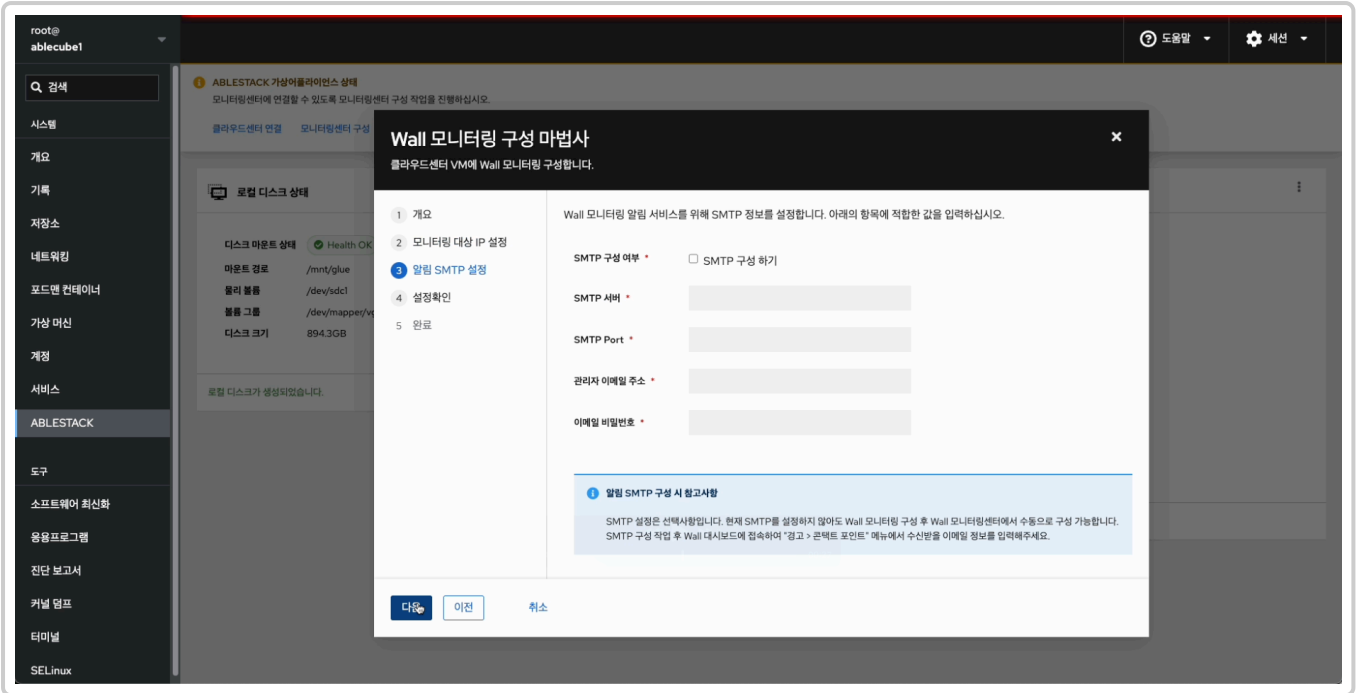 root@
ablecube1
도움말
세션
검색
시스템
개요
기록
저장소
네트워킹
포드맨 컨테이너
가상 머신
계정
서비스
ABLESTACK
도구
소프트웨어 최신화
응용프로그램
진단 보고서
커널 덤프
터미널
SELinux
ABLESTACK 가상어플라이언스 상태
모니터링센터에 연결할 수 있도록 모니터링센터 구성 작업을 진행하십시오.
클라우드센터 연결 모니터링센터 구성
로컬 디스크 상태
디스크 마운트 상태 Health OK
마운트 경로 /mnt/glue
물리 볼륨 /dev/sdc1
볼륨 그룹 /dev/mapper/vg
디스크 크기 894.3GB
로컬 디스크가 생성되었습니다.
Wall 모니터링 구성 마법사
클라우드센터 VM에 Wall 모니터링 구성합니다.
1 개요
2 모니터링 대상 IP 설정
3 알림 SMTP 설정
4 설정확인
5 완료
Wall 모니터링 알림 서비스를 위해 SMTP 정보를 설정합니다. 아래의 항목에 적합한 값을 입력하십시오.
SMTP 구성 여부 * SMTP 구성 하기
SMTP 서버 *
SMTP Port *
관리자 이메일 주소 *
이메일 비밀번호 *
알림 SMTP 구성 시 참고사항
SMTP 설정은 선택사항입니다. 현재 SMTP를 설정하지 않아도 Wall 모니터링 구성 후 Wall 모니터링센터에서 수동으로 구성 가능합니다.
SMTP 구성 작업 후 Wall 대시보드에 접속하여 "경고 > 콘택트 포인트" 메뉴에서 수신받을 이메일 정보를 입력해주세요.
다음 이전 취소